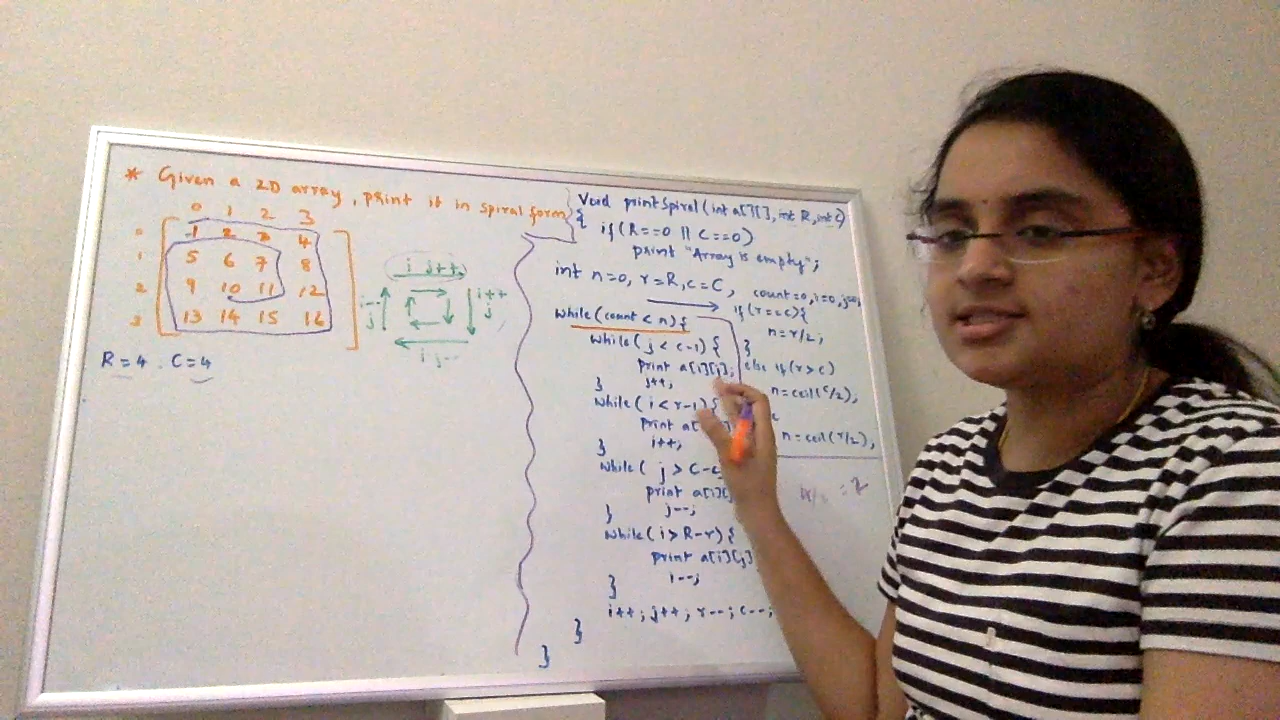 * Given a 2D array, print it in spiral form
0 1 2 3
0 1 2 3 4
1 5 6 7 8
2 9 10 11 12
3 13 14 15 16
R=4. C=4
i j++
i++
j
i j--
i--
j
void printSpiral(int a[][], int R, int C)
{
if(R==0 || C==0)
print "Array is empty";
int n=0, r=R, c=C, count=0, i=0, j=0;
if(r==c){
n=r/2;
}
else if(r>c)
n=ceil(c/2);
n=ceil(r/2);
while(count<n){
while(j<c-1){
print a[i][j];
j++;
}
while(i<r-1){
print a[
i++;
}
while(j>C-c
print a[i][j
j--;
}
while(i>R-r){
print a[i][j]
i--;
}
i++; j++; r--; c--;
}
}